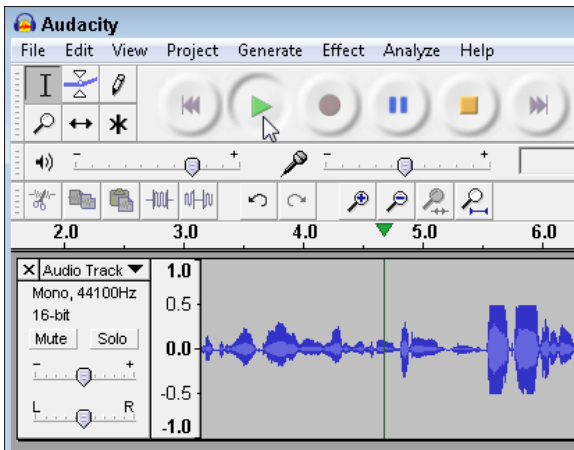 Audacity
File Edit View Project Generate Effect Analyze Help
- +
- +
2.0 3.0 4.0 5.0 6.0
Audio Track
Mono, 44100Hz
16-bit
Mute Solo
- +
L R
1.0
0.5
0.0
-0.5
-1.0